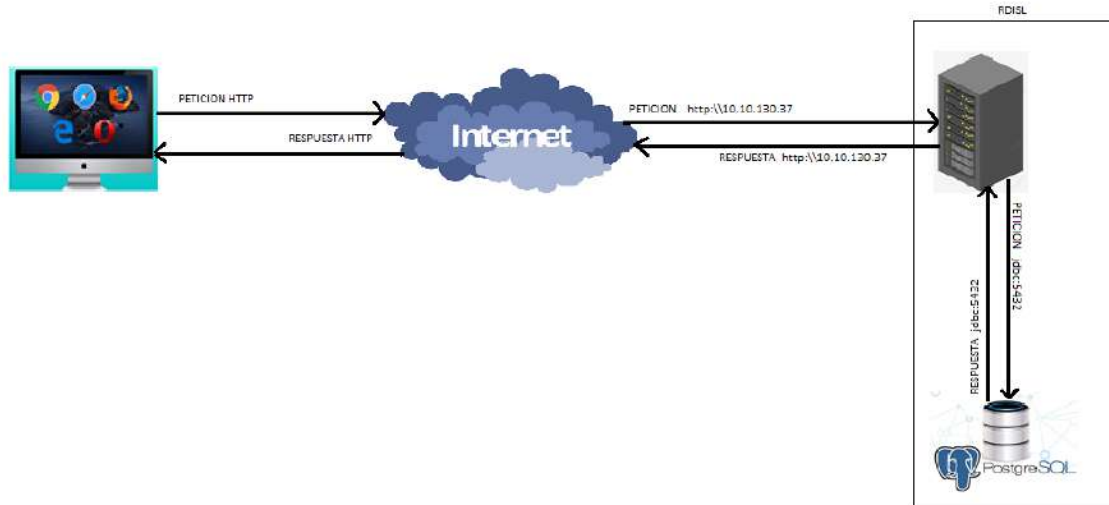 RDISL
PETICION HTTP
RESPUESTA HTTP
Internet
PETICION http:\\10.10.130.37
RESPUESTA http:\\10.10.130.37
PETICION jdbc:5432
RESPUESTA jdbc:5432
PostgreSQL